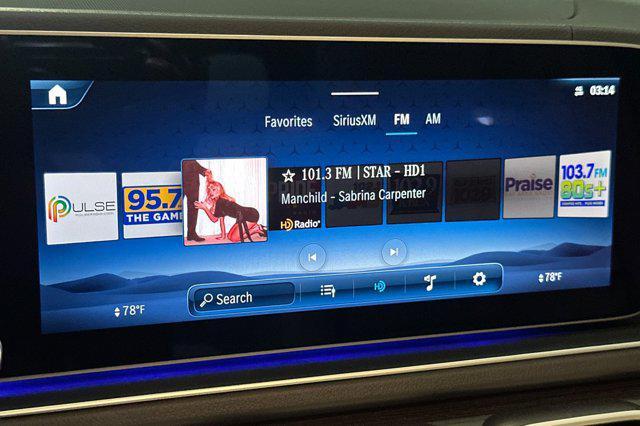 03:14
Favorites SiriusXM FM AM
PULSE
95.7
THE GAME
101.3 FM | STAR - HD1
Manchild - Sabrina Carpenter
HD Radio
Praise
103.7 FM
80s+
Search
78°F
78°F